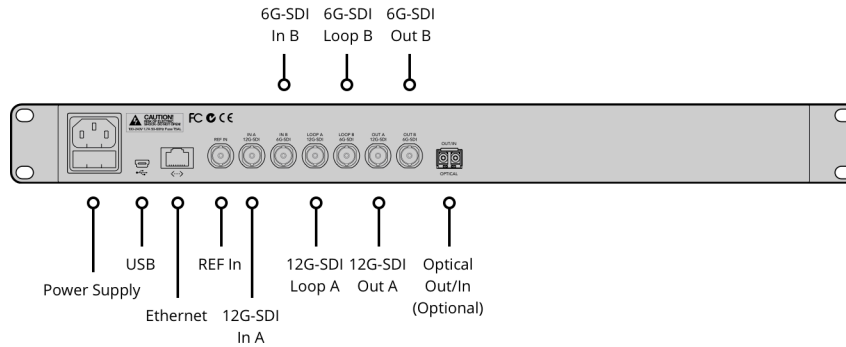 6G-SDI
In B
6G-SDI
Loop B
6G-SDI
Out B
CAUTION!
FC CE
REF IN
IN A
12G-SDI
IN B
6G-SDI
LOOP A
12G-SDI
LOOP B
6G-SDI
OUT A
12G-SDI
OUT B
6G-SDI
OUT/IN
OPTICAL
Power Supply
USB
Ethernet
REF In
12G-SDI
In A
12G-SDI
Loop A
12G-SDI
Out A
Optical
Out/In
(Optional)